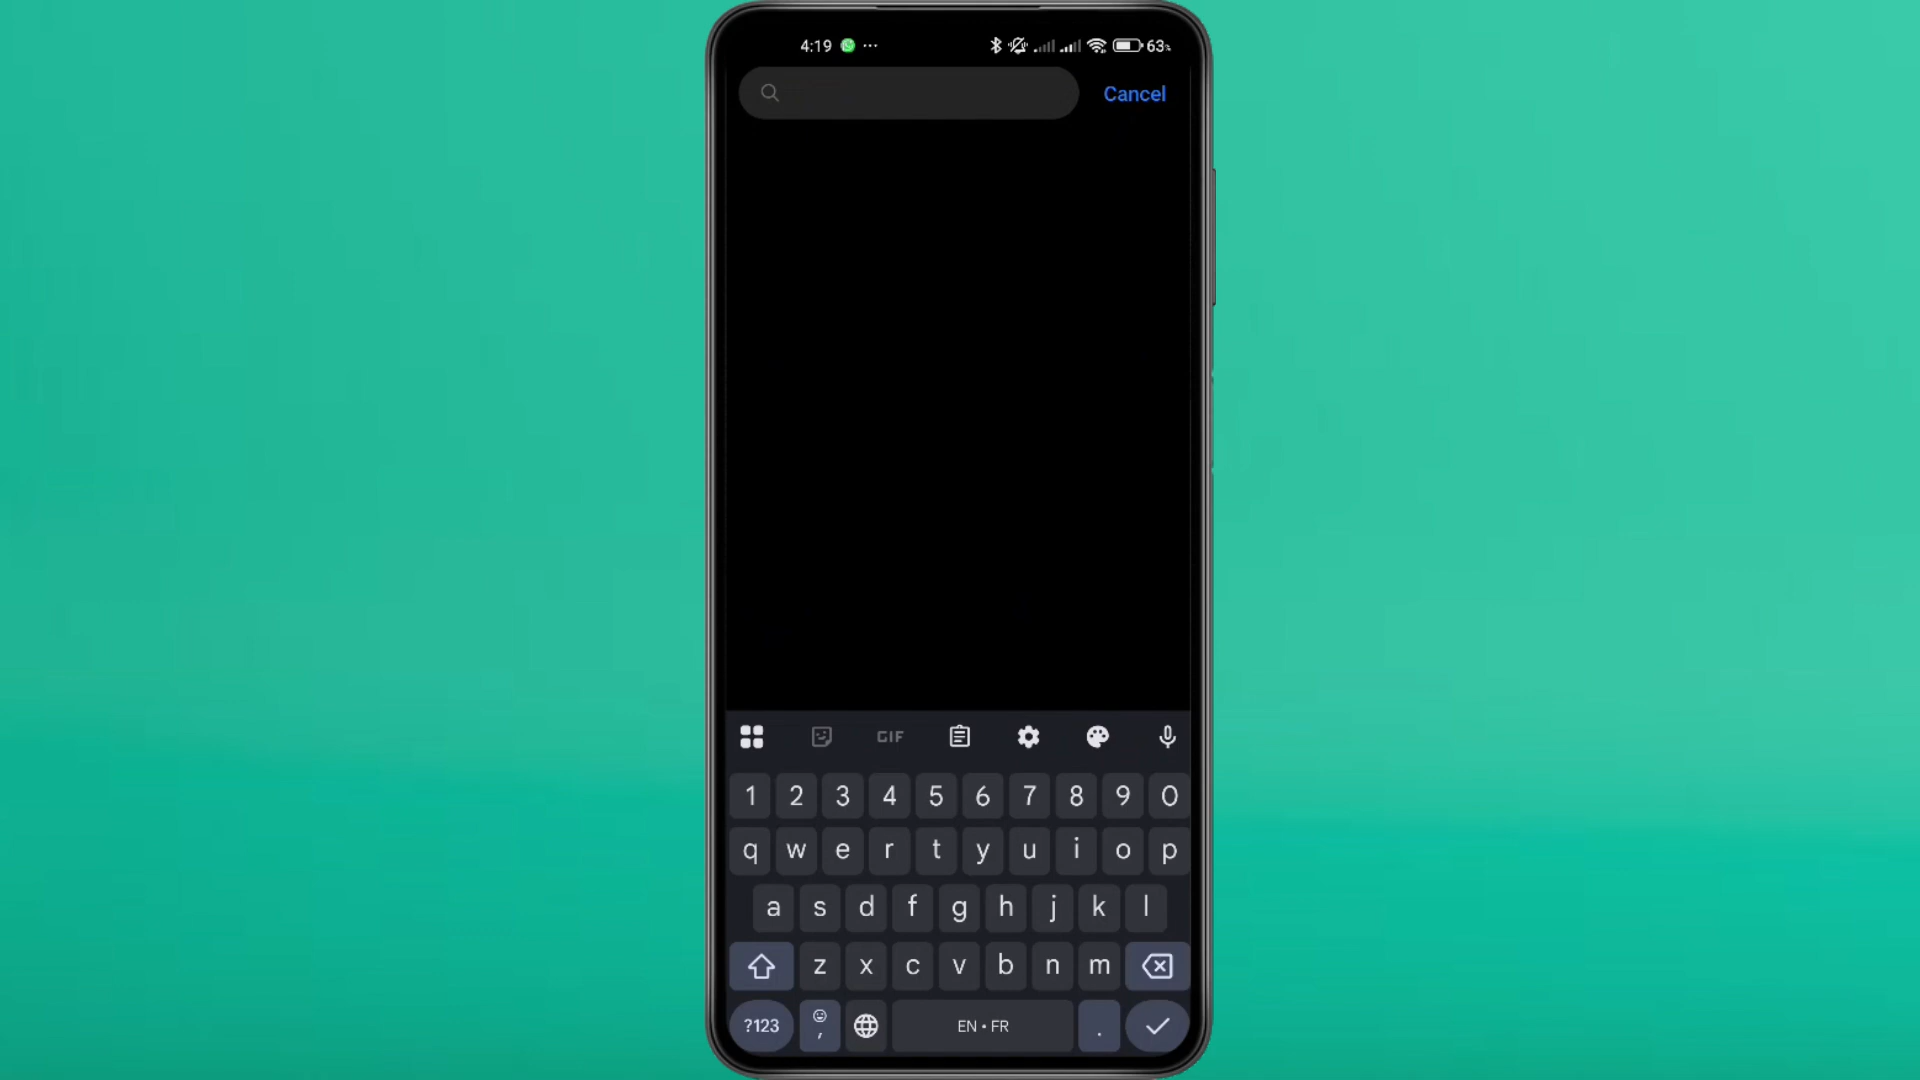 4:19 ... 63%
Cancel
GIF
1 2 3 4 5 6 7 8 9 0
q w e r t y u i o p
a s d f g h j k l
z x c v b n m
?123 , EN • FR .